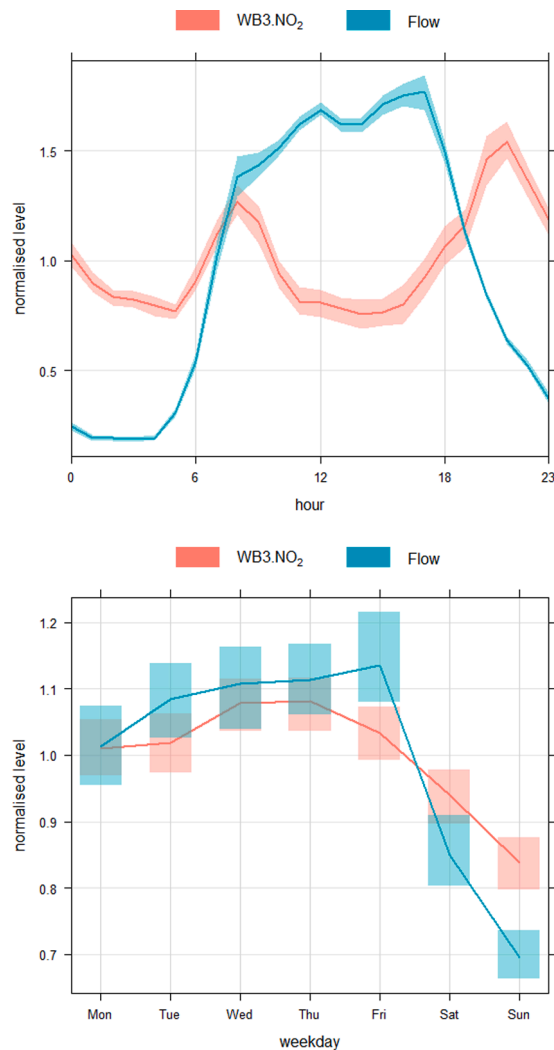 WB3.NO₂ Flow
normalised level
1.5
1.0
0.5
0 6 12 18 23
hour
WB3.NO₂ Flow
normalised level
1.2
1.1
1.0
0.9
0.8
0.7
Mon Tue Wed Thu Fri Sat Sun
weekday